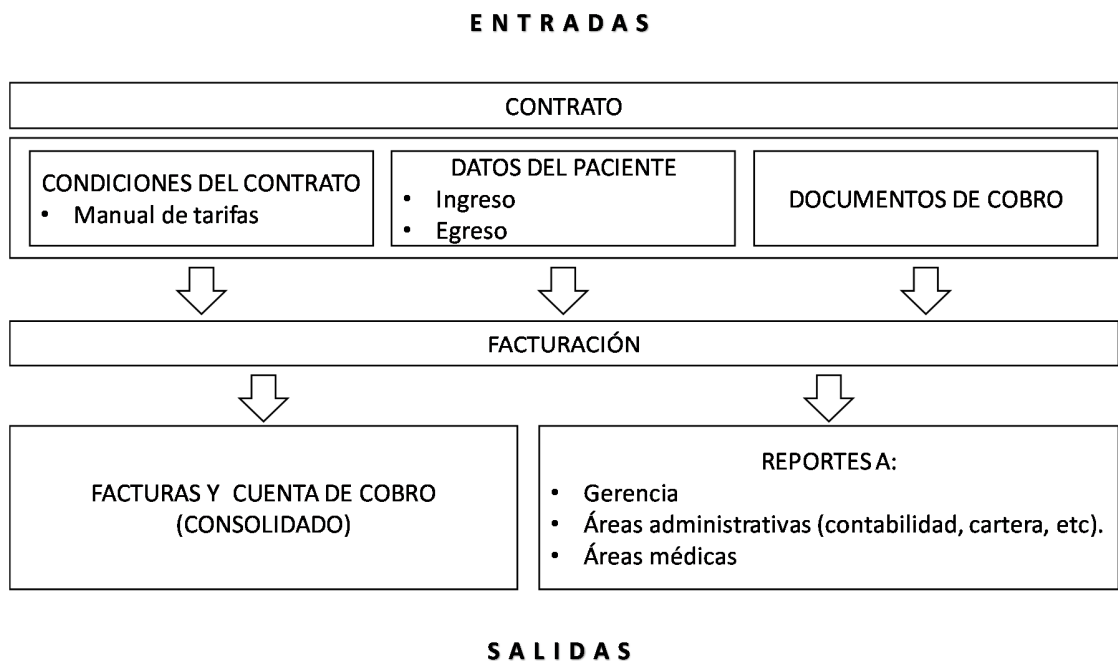 E N T R A D A S
CONTRATO
CONDICIONES DEL CONTRATO
• Manual de tarifas
DATOS DEL PACIENTE
• Ingreso
• Egreso
DOCUMENTOS DE COBRO
FACTURACIÓN
FACTURAS Y CUENTA DE COBRO
(CONSOLIDADO)
REPORTES A:
• Gerencia
• Áreas administrativas (contabilidad, cartera, etc).
• Áreas médicas
S A L I D A S